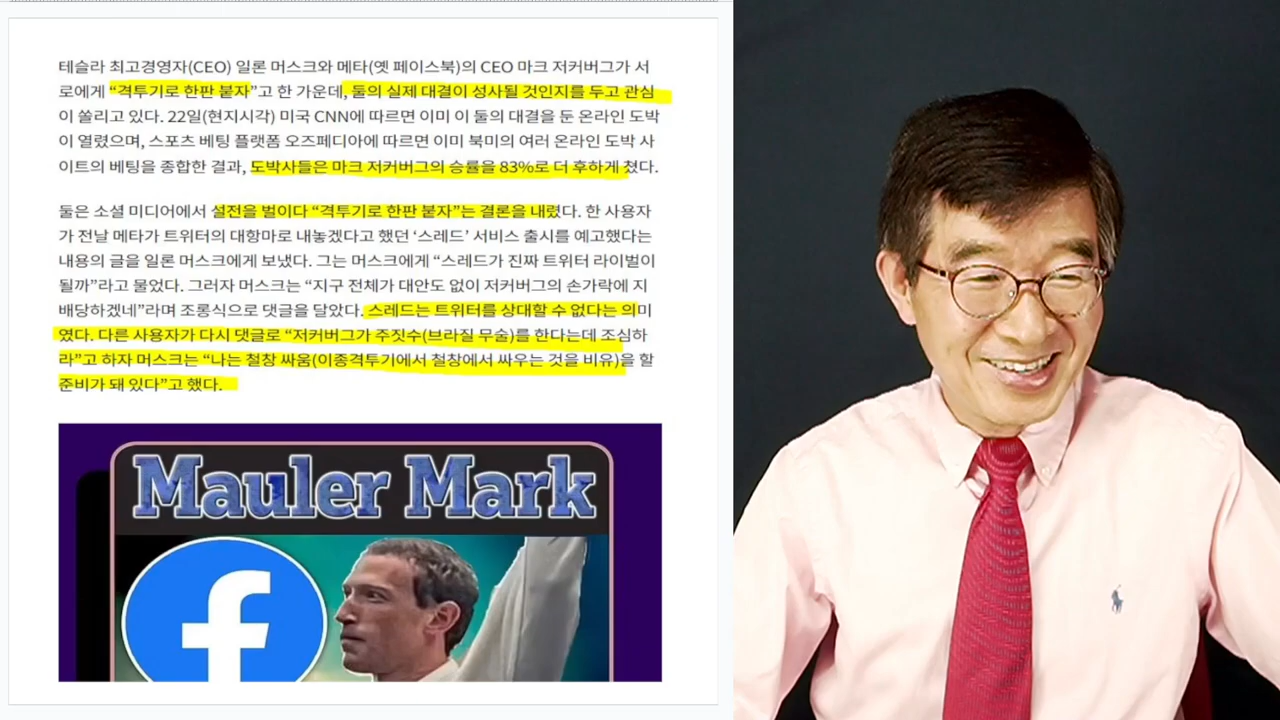 테슬라 최고경영자(CEO) 일론 머스크와 메타(옛 페이스북)의 CEO 마크 저커버그가 서
로에게 “격투기로 한판 붙자”고 한 가운데, 둘의 실제 대결이 성사될 것인지를 두고 관심
이 쏠리고 있다. 22일(현지시각) 미국 CNN에 따르면 이미 이 둘의 대결을 둔 온라인 도박
이 열렸으며, 스포츠 베팅 플랫폼 오즈페디아에 따르면 이미 북미의 여러 온라인 도박 사
이트의 베팅을 종합한 결과, 도박사들은 마크 저커버그의 승률을 83%로 더 후하게 쳤다.
둘은 소셜 미디어에서 설전을 벌이다 “격투기로 한판 붙자”는 결론을 내렸다. 한 사용자
가 전날 메타가 트위터의 대항마로 내놓겠다고 했던 ‘스레드’ 서비스 출시를 예고했다는
내용의 글을 일론 머스크에게 보냈다. 그는 머스크에게 “스레드가 진짜 트위터 라이벌이
될까”라고 물었다. 그러자 머스크는 “지구 전체가 대안도 없이 저커버그의 손가락에 지
배당하겠네”라며 조롱식으로 댓글을 달았다. 스레드는 트위터를 상대할 수 없다는 의미
였다. 다른 사용자가 다시 댓글로 “저커버그가 주짓수(브라질 무술)를 한다는데 조심하
라”고 하자 머스크는 “나는 철창 싸움(이종격투기에서 철창에서 싸우는 것을 비유)을 할
준비가 돼 있다”고 했다.
Mauler Mark
f